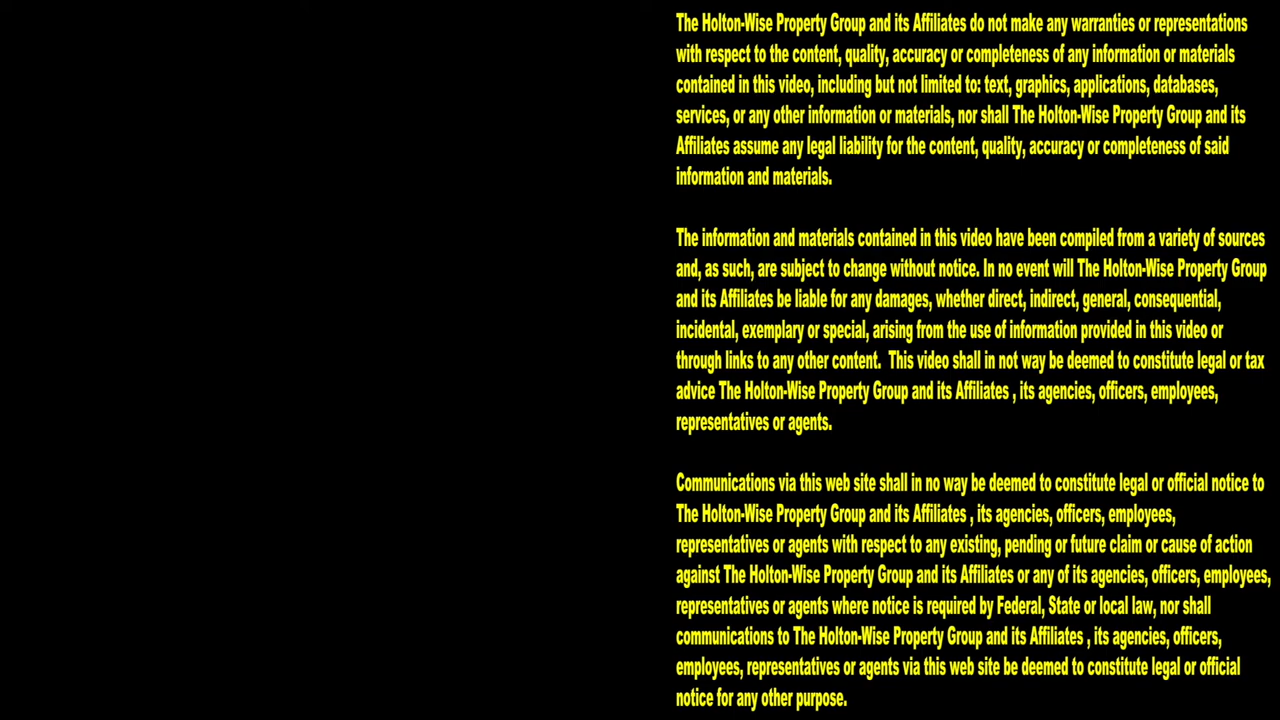 The Holton-Wise Property Group and its Affiliates do not make any warranties or representations
with respect to the content, quality, accuracy or completeness of any information or materials
contained in this video, including but not limited to: text, graphics, applications, databases,
services, or any other information or materials, nor shall The Holton-Wise Property Group and its
Affiliates assume any legal liability for the content, quality, accuracy or completeness of said
information and materials.

The information and materials contained in this video have been compiled from a variety of sources
and, as such, are subject to change without notice. In no event will The Holton-Wise Property Group
and its Affiliates be liable for any damages, whether direct, indirect, general, consequential,
incidental, exemplary or special, arising from the use of information provided in this video or
through links to any other content.  This video shall in not way be deemed to constitute legal or tax
advice The Holton-Wise Property Group and its Affiliates , its agencies, officers, employees,
representatives or agents.

Communications via this web site shall in no way be deemed to constitute legal or official notice to
The Holton-Wise Property Group and its Affiliates , its agencies, officers, employees,
representatives or agents with respect to any existing, pending or future claim or cause of action
against The Holton-Wise Property Group and its Affiliates or any of its agencies, officers, employees,
representatives or agents where notice is required by Federal, State or local law, nor shall
communications to The Holton-Wise Property Group and its Affiliates , its agencies, officers,
employees, representatives or agents via this web site be deemed to constitute legal or official
notice for any other purpose.